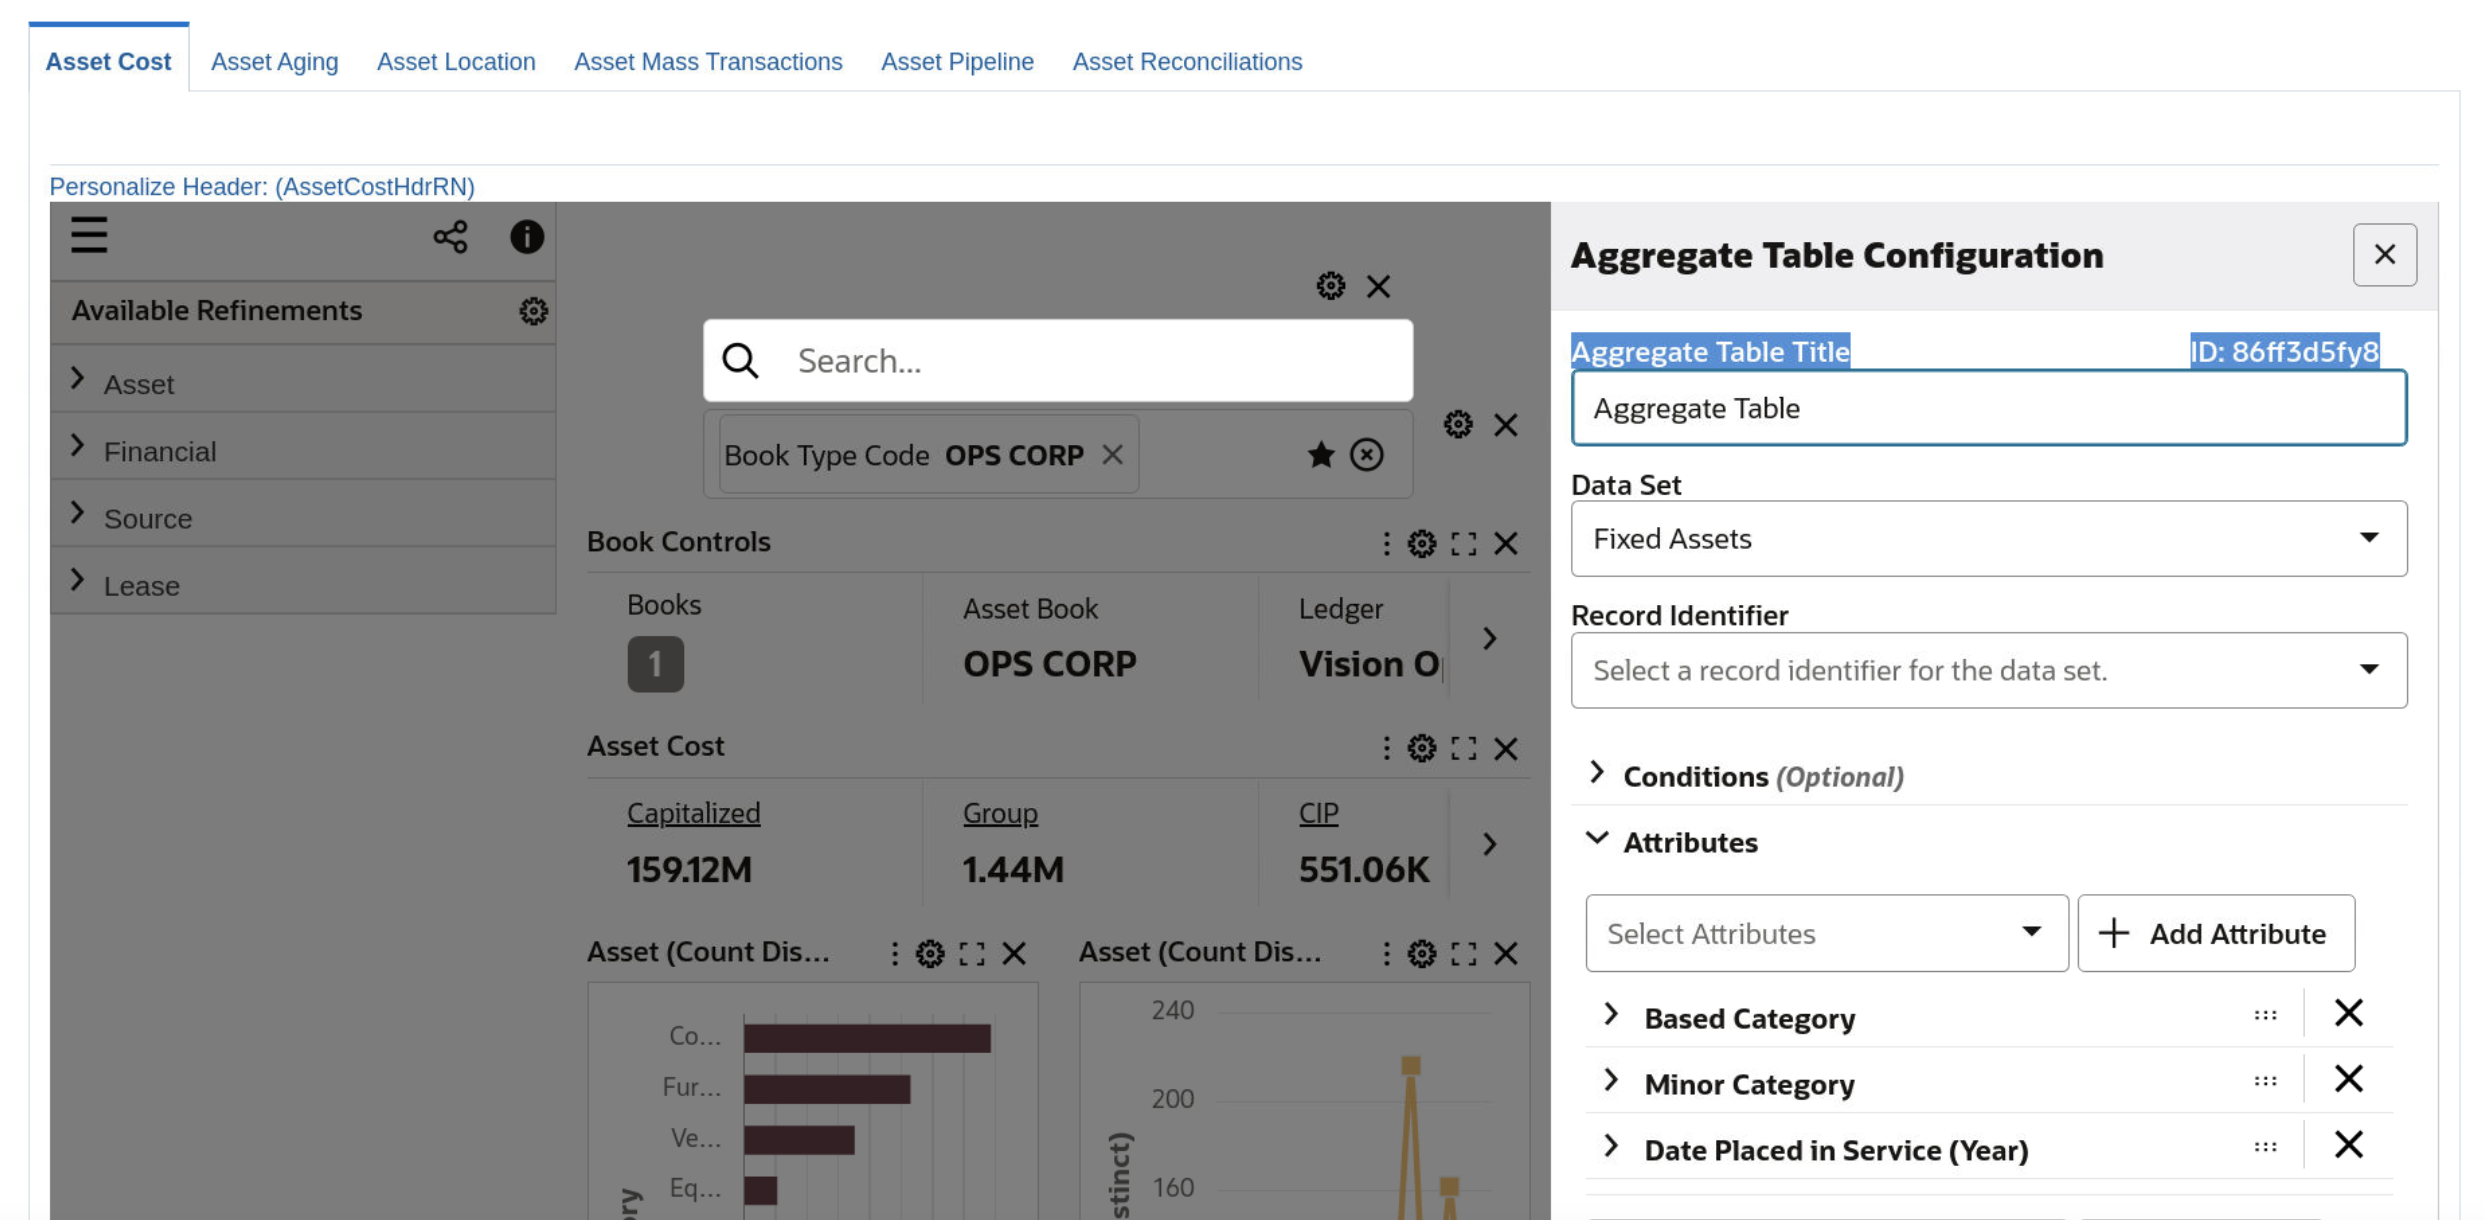 Asset Cost Asset Aging Asset Location Asset Mass Transactions Asset Pipeline Asset Reconciliations
Personalize Header: (AssetCostHdrRN)
Available Refinements
Asset
Financial
Source
Lease
Search...
Book Type Code OPS CORP
Book Controls
Books Asset Book Ledger
1 OPS CORP Vision O
Asset Cost
Capitalized Group CIP
159.12M 1.44M 551.06K
Asset (Count Dis...
Co...
Fur...
Ve...
Eq...
ory
Asset (Count Dis...
240
200
160
stinct)
Aggregate Table Configuration
Aggregate Table Title ID: 86ff3d5fy8
Aggregate Table
Data Set
Fixed Assets
Record Identifier
Select a record identifier for the data set.
Conditions (Optional)
Attributes
Select Attributes Add Attribute
Based Category
Minor Category
Date Placed in Service (Year)